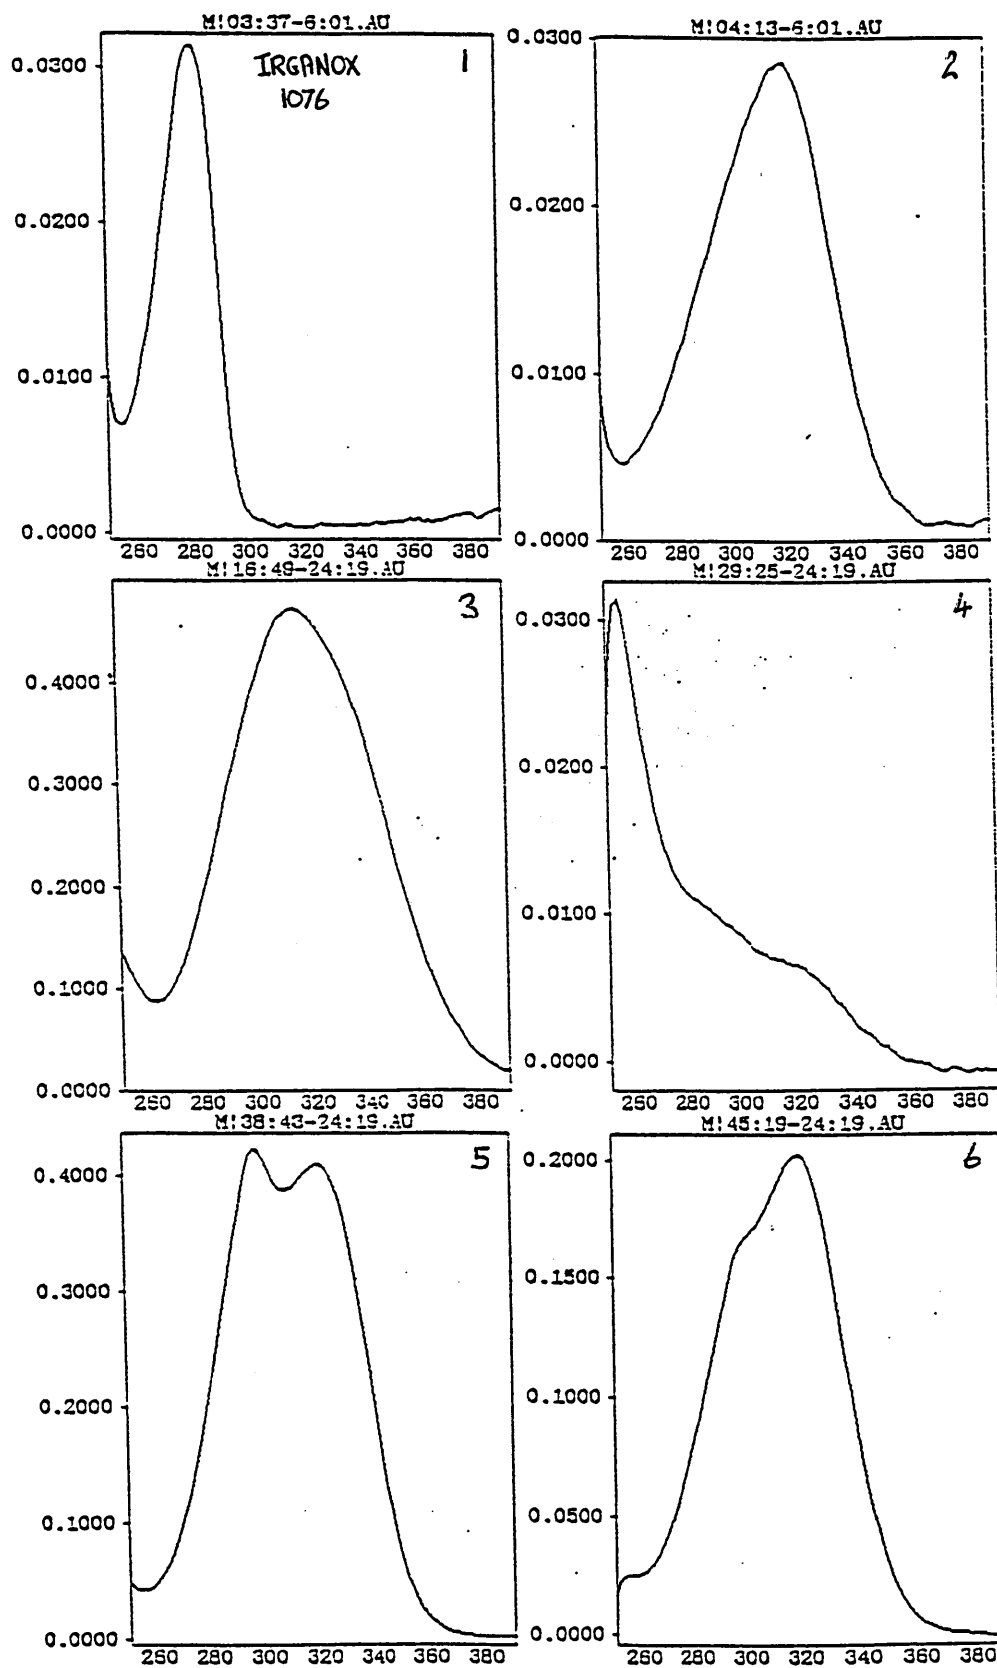 M!03:37-6:01.AU
IRGANOX
1076
1
0.0300
0.0200
0.0100
0.0000
260 280 300 320 340 360 380
M!04:13-6:01.AU
2
0.0300
0.0200
0.0100
0.0000
260 280 300 320 340 360 380
M!16:49-24:19.AU
3
0.4000
0.3000
0.2000
0.1000
0.0000
260 280 300 320 340 360 380
M!29:25-24:19.AU
4
0.0300
0.0200
0.0100
0.0000
260 280 300 320 340 360 380
M!38:43-24:19.AU
5
0.4000
0.3000
0.2000
0.1000
0.0000
260 280 300 320 340 360 380
M!45:19-24:19.AU
6
0.2000
0.1500
0.1000
0.0500
0.0000
260 280 300 320 340 360 380